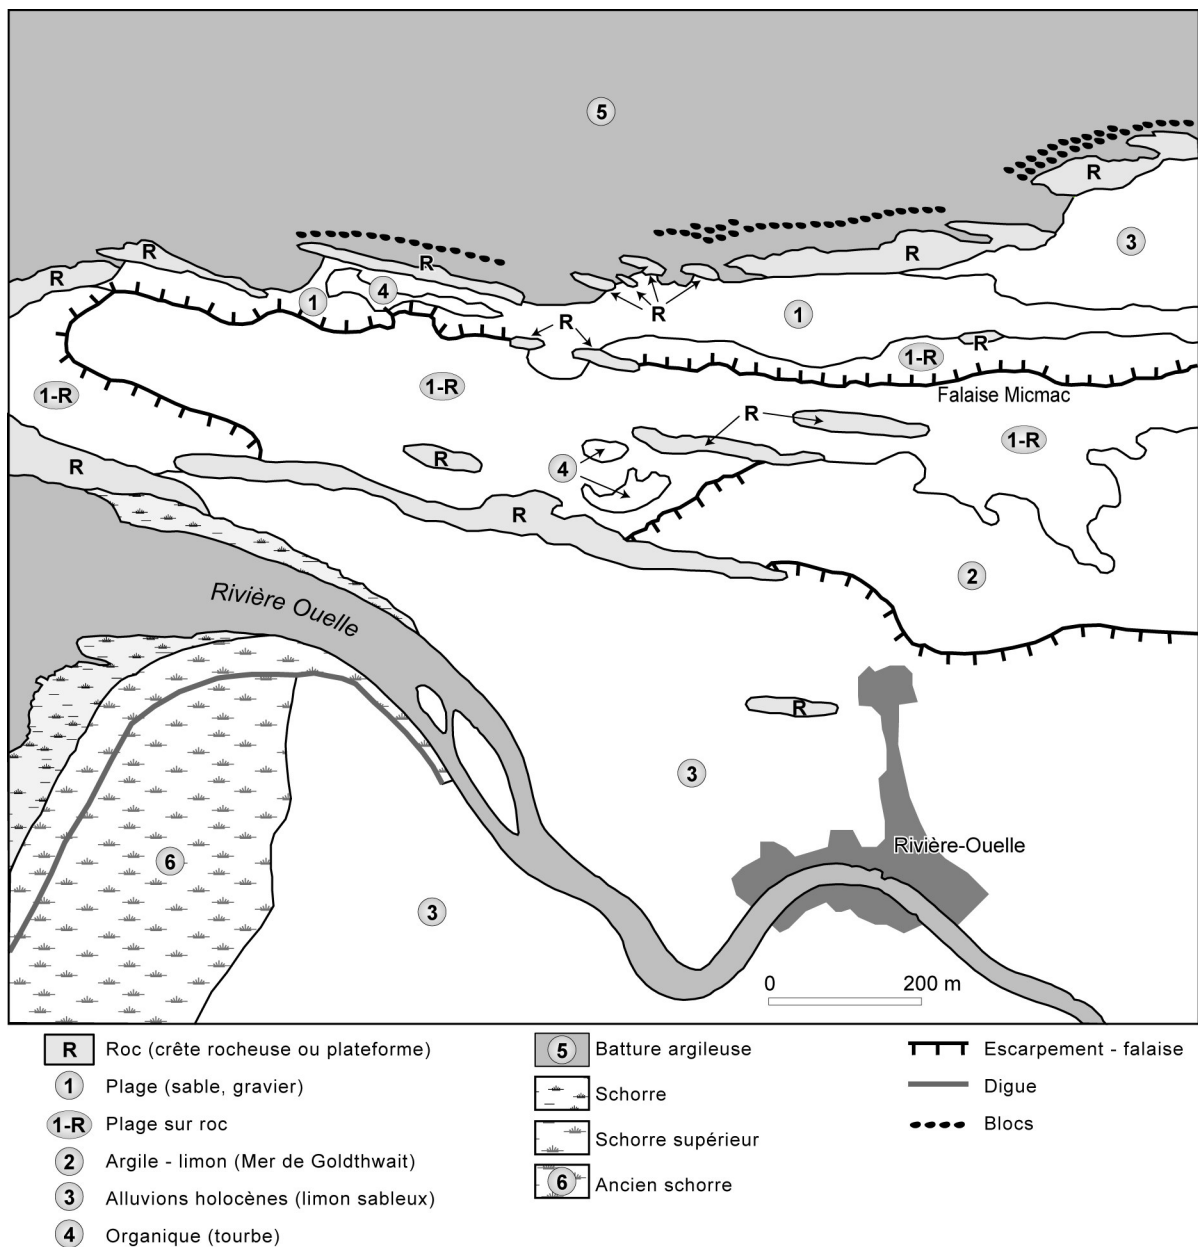 5
R
3
R
R
R
1
4
1
R
R
R
1-R
1-R
Falaise Micmac
1-R
R
1-R
R
R
4
R
2
Rivière Ouelle
R
3
Rivière-Ouelle
6
3
0 200 m
R Roc (crête rocheuse ou plateforme)
1 Plage (sable, gravier)
1-R Plage sur roc
2 Argile - limon (Mer de Goldthwait)
3 Alluvions holocènes (limon sableux)
4 Organique (tourbe)
5 Batture argileuse
Schorre
Schorre supérieur
6 Ancien schorre
Escarpement - falaise
Digue
Blocs